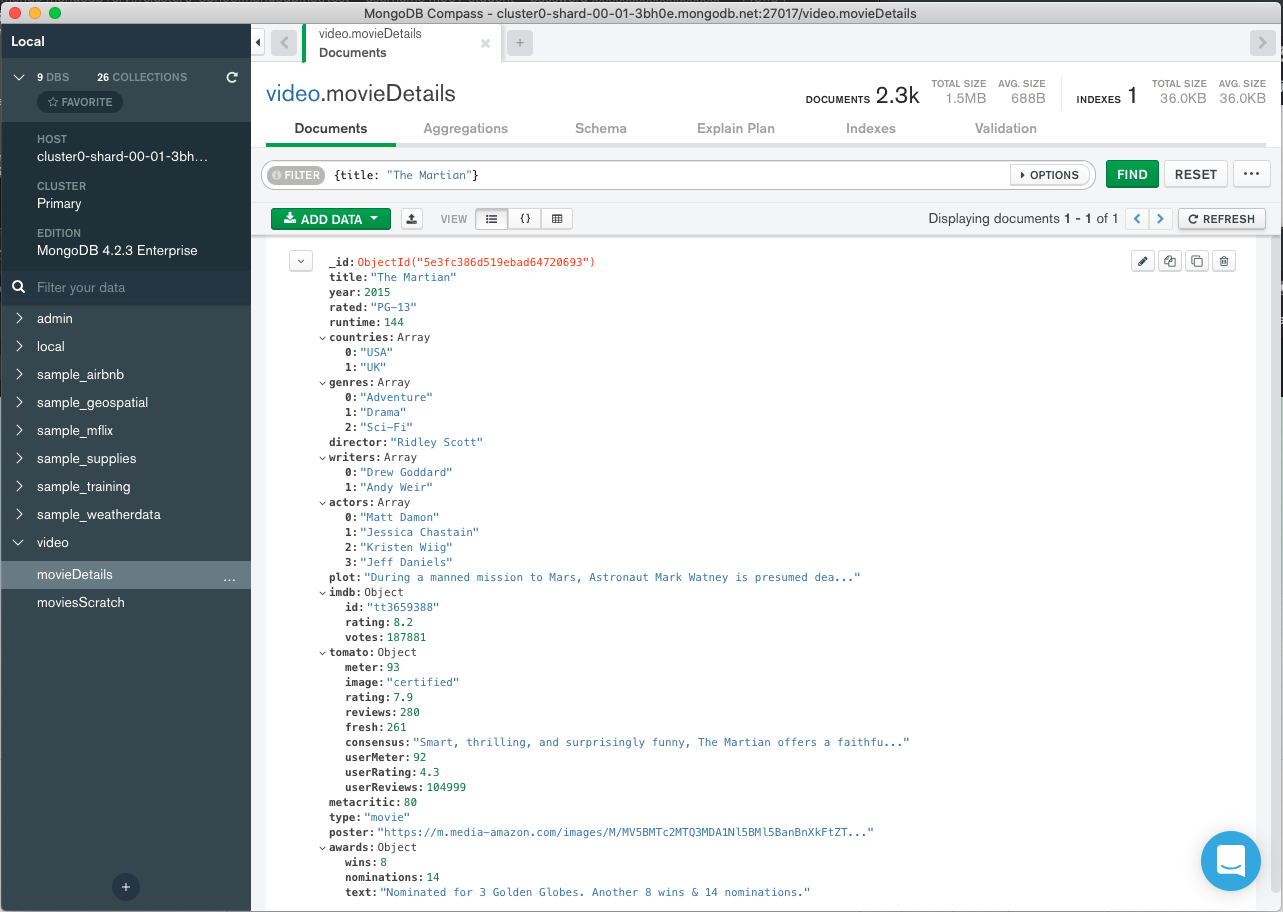 MongoDB Compass - cluster0-shard-00-01-3bh0e.mongodb.net:27017/video.movieDetails
Local
9 DBS 26 COLLECTIONS
FAVORITE
HOST
cluster0-shard-00-01-3bh...
CLUSTER
Primary
EDITION
MongoDB 4.2.3 Enterprise
Filter your data
admin
local
sample_airbnb
sample_geospatial
sample_mflix
sample_supplies
sample_training
sample_weatherdata
video
movieDetails ...
moviesScratch
+
video.movieDetails
Documents
+
video.movieDetails
DOCUMENTS 2.3k TOTAL SIZE 1.5MB AVG. SIZE 688B INDEXES 1 TOTAL SIZE 36.0KB AVG. SIZE 36.0KB
Documents Aggregations Schema Explain Plan Indexes Validation
FILTER {title: "The Martian"} OPTIONS FIND RESET ...
ADD DATA VIEW {} Displaying documents 1 - 1 of 1 < > REFRESH
_id: ObjectId("5e3fc386d519ebad64720693")
title: "The Martian"
year: 2015
rated: "PG-13"
runtime: 144
countries: Array
0: "USA"
1: "UK"
genres: Array
0: "Adventure"
1: "Drama"
2: "Sci-Fi"
director: "Ridley Scott"
writers: Array
0: "Drew Goddard"
1: "Andy Weir"
actors: Array
0: "Matt Damon"
1: "Jessica Chastain"
2: "Kristen Wiig"
3: "Jeff Daniels"
plot: "During a manned mission to Mars, Astronaut Mark Watney is presumed dea..."
imdb: Object
id: "tt3659388"
rating: 8.2
votes: 187881
tomato: Object
meter: 93
image: "certified"
rating: 7.9
reviews: 280
fresh: 261
consensus: "Smart, thrilling, and surprisingly funny, The Martian offers a faithfu..."
userMeter: 92
userRating: 4.3
userReviews: 104999
metacritic: 80
type: "movie"
poster: "https://m.media-amazon.com/images/M/MV5BMTc2MTQ3MDA1Nl5BMl5BanBnXkFtZT..."
awards: Object
wins: 8
nominations: 14
text: "Nominated for 3 Golden Globes. Another 8 wins & 14 nominations."